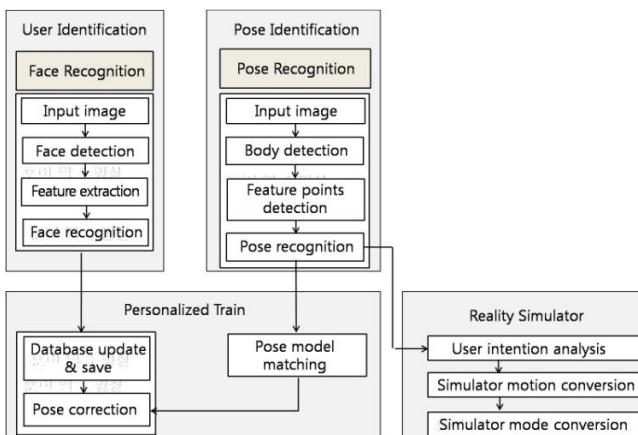 User Identification
Face Recognition
Input image
Face detection
Feature extraction
Face recognition
Pose Identification
Pose Recognition
Input image
Body detection
Feature points
detection
Pose recognition
Personalized Train
Database update
& save
Pose correction
Pose model
matching
Reality Simulator
User intention analysis
Simulator motion conversion
Simulator mode conversion